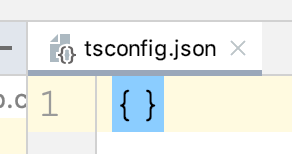 tsconfig.json
o.c
1 { }